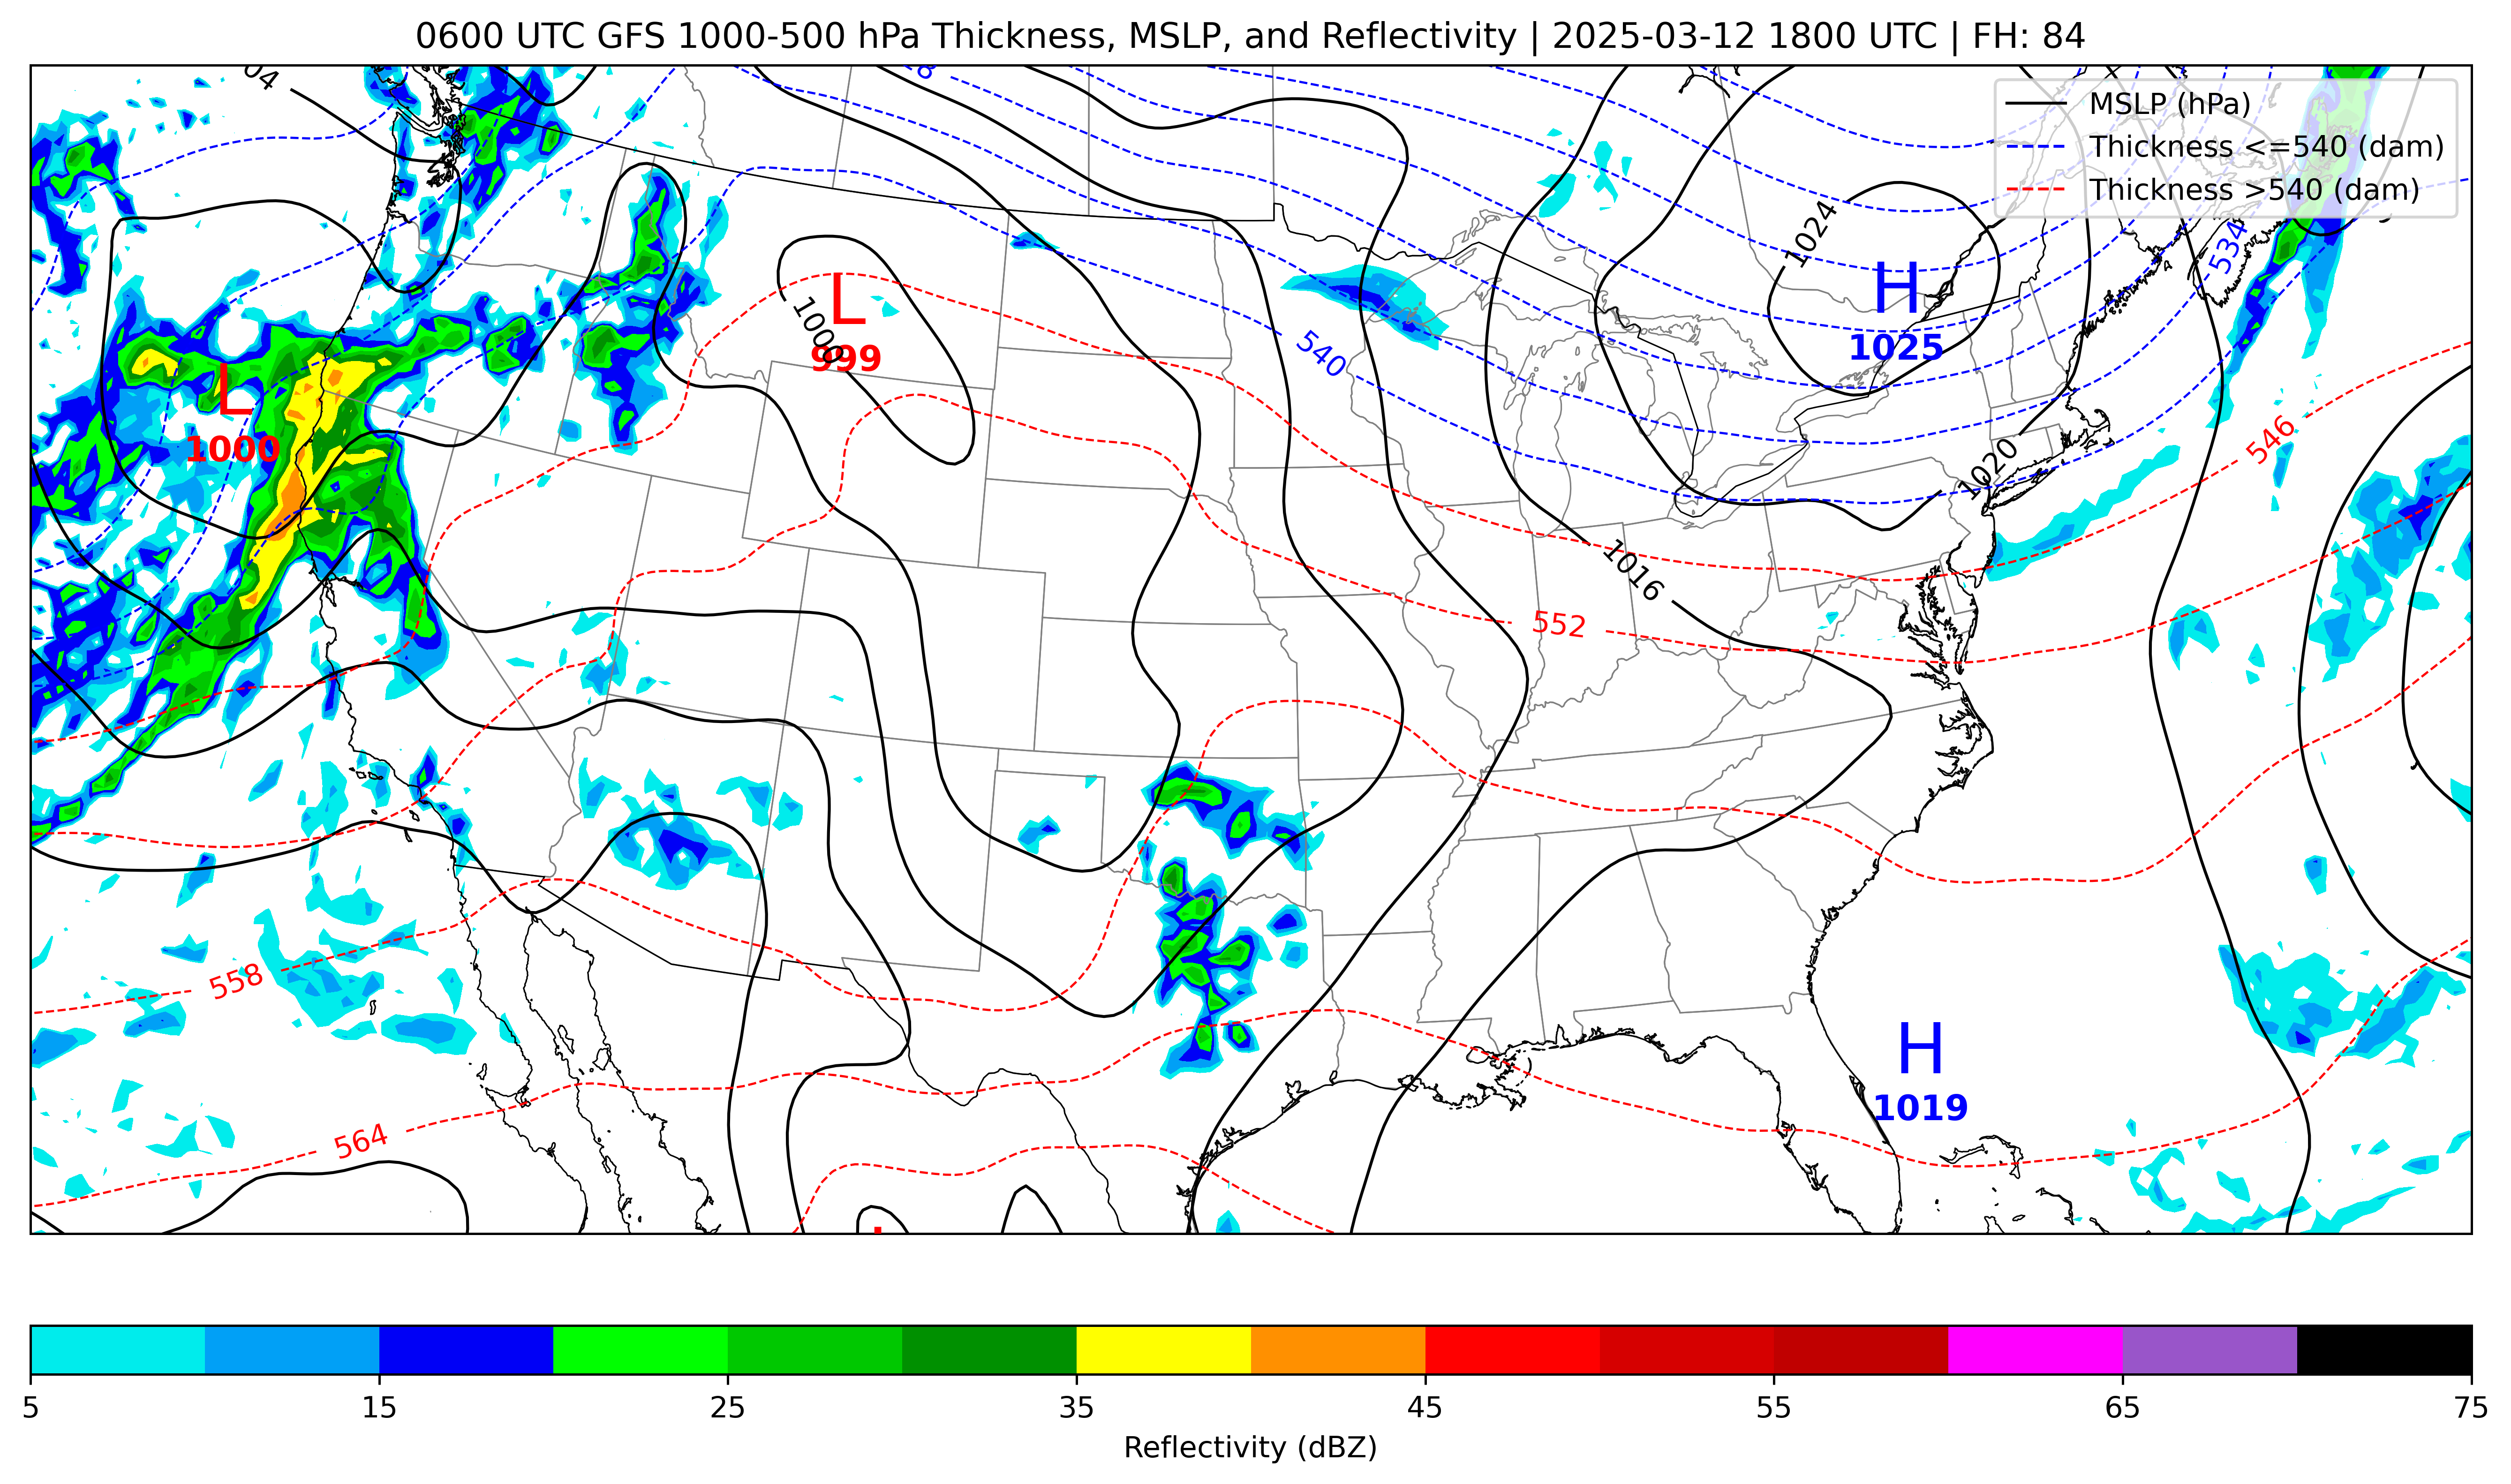 0600 UTC GFS 1000-500 hPa Thickness, MSLP, and Reflectivity | 2025-03-12 1800 UTC | FH: 84
MSLP (hPa)
Thickness <=540 (dam)
Thickness >540 (dam)
04
1024
534
H
1025
L
999
1000
540
L
1000
546
1020
1016
552
558
H
1019
564
5 15 25 35 45 55 65 75
Reflectivity (dBZ)